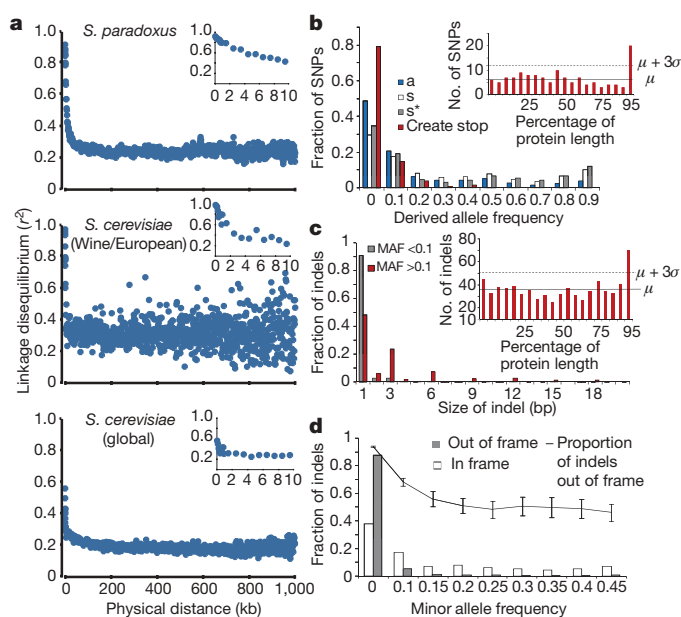 a
S. paradoxus
1.0
0.8
0.6
0.4
0.2
0
1.0
0.8
0.6
0.4
0.2
0 2 4 6 8 10
S. cerevisiae
(Wine/European)
1.0
0.8
0.6
0.4
0.2
0
1.0
0.8
0.6
0.4
0.2
0 2 4 6 8 10
S. cerevisiae
(global)
1.0
0.8
0.6
0.4
0.2
0
1.0
0.8
0.6
0.4
0.2
0 2 4 6 8 10
Linkage disequilibrium (r²)
0 200 400 600 800 1,000
Physical distance (kb)
b
Fraction of SNPs
0.8
0.6
0.4
0.2
0
a
s
s*
Create stop
0 0.1 0.2 0.3 0.4 0.5 0.6 0.7 0.8 0.9
Derived allele frequency
No. of SNPs
20
10
0
μ + 3σ
μ
25 50 75 95
Percentage of
protein length
c
Fraction of indels
1
0.8
0.6
0.4
0.2
0
MAF <0.1
MAF >0.1
1 3 6 9 12 15 18
Size of indel (bp)
No. of indels
80
60
40
20
10
μ + 3σ
μ
25 50 75 95
Percentage of
protein length
d
Fraction of indels
1
0.8
0.6
0.4
0.2
0
Out of frame
In frame
Proportion
of indels
out of frame
0 0.1 0.15 0.2 0.25 0.3 0.35 0.4 0.45
Minor allele frequency